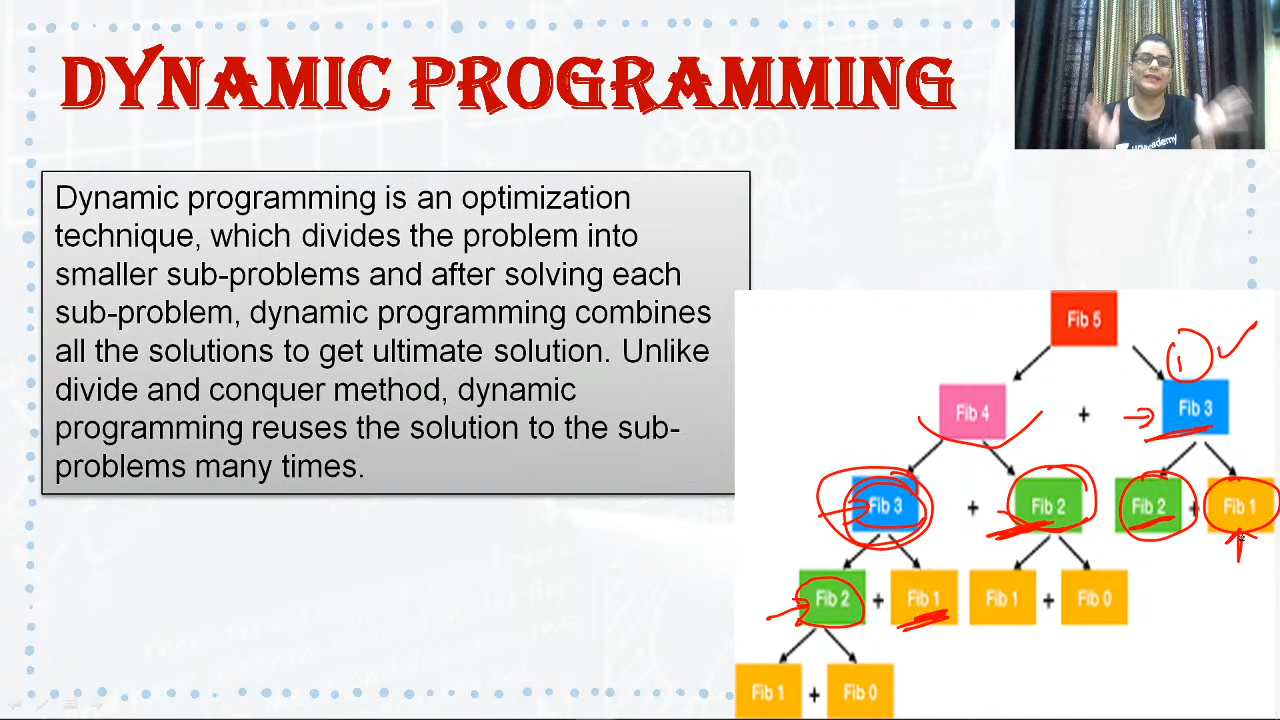 DYNAMIC PROGRAMMING
Dynamic programming is an optimization
technique, which divides the problem into
smaller sub-problems and after solving each
sub-problem, dynamic programming combines
all the solutions to get ultimate solution. Unlike
divide and conquer method, dynamic
programming reuses the solution to the sub-
problems many times.
Fib 5
Fib 4 + Fib 3
Fib 3 + Fib 2 Fib 2 + Fib 1
Fib 2 + Fib 1 Fib 1 + Fib 0
Fib 1 + Fib 0